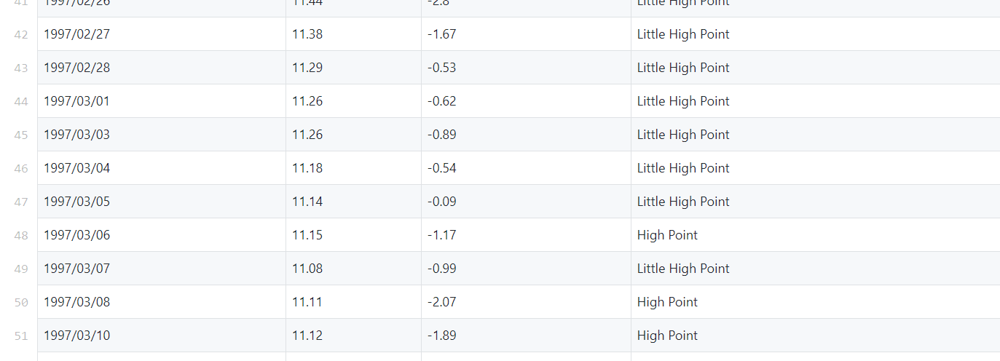 41 1997/02/26 11.44 -2.8 Little High Point
42 1997/02/27 11.38 -1.67 Little High Point
43 1997/02/28 11.29 -0.53 Little High Point
44 1997/03/01 11.26 -0.62 Little High Point
45 1997/03/03 11.26 -0.89 Little High Point
46 1997/03/04 11.18 -0.54 Little High Point
47 1997/03/05 11.14 -0.09 Little High Point
48 1997/03/06 11.15 -1.17 High Point
49 1997/03/07 11.08 -0.99 Little High Point
50 1997/03/08 11.11 -2.07 High Point
51 1997/03/10 11.12 -1.89 High Point